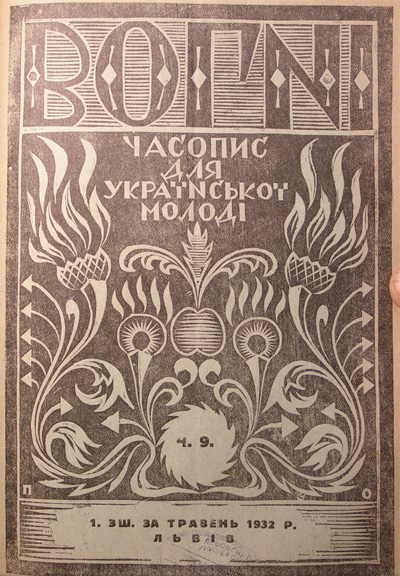 ВОГНІ
ЧАСОПИС
ДЛЯ
УКРАЇНСЬКОЇ
МОЛОДІ
Ч. 9.
П О
1. ЗШ. ЗА ТРАВЕНЬ 1932 Р.
ЛЬВІВ